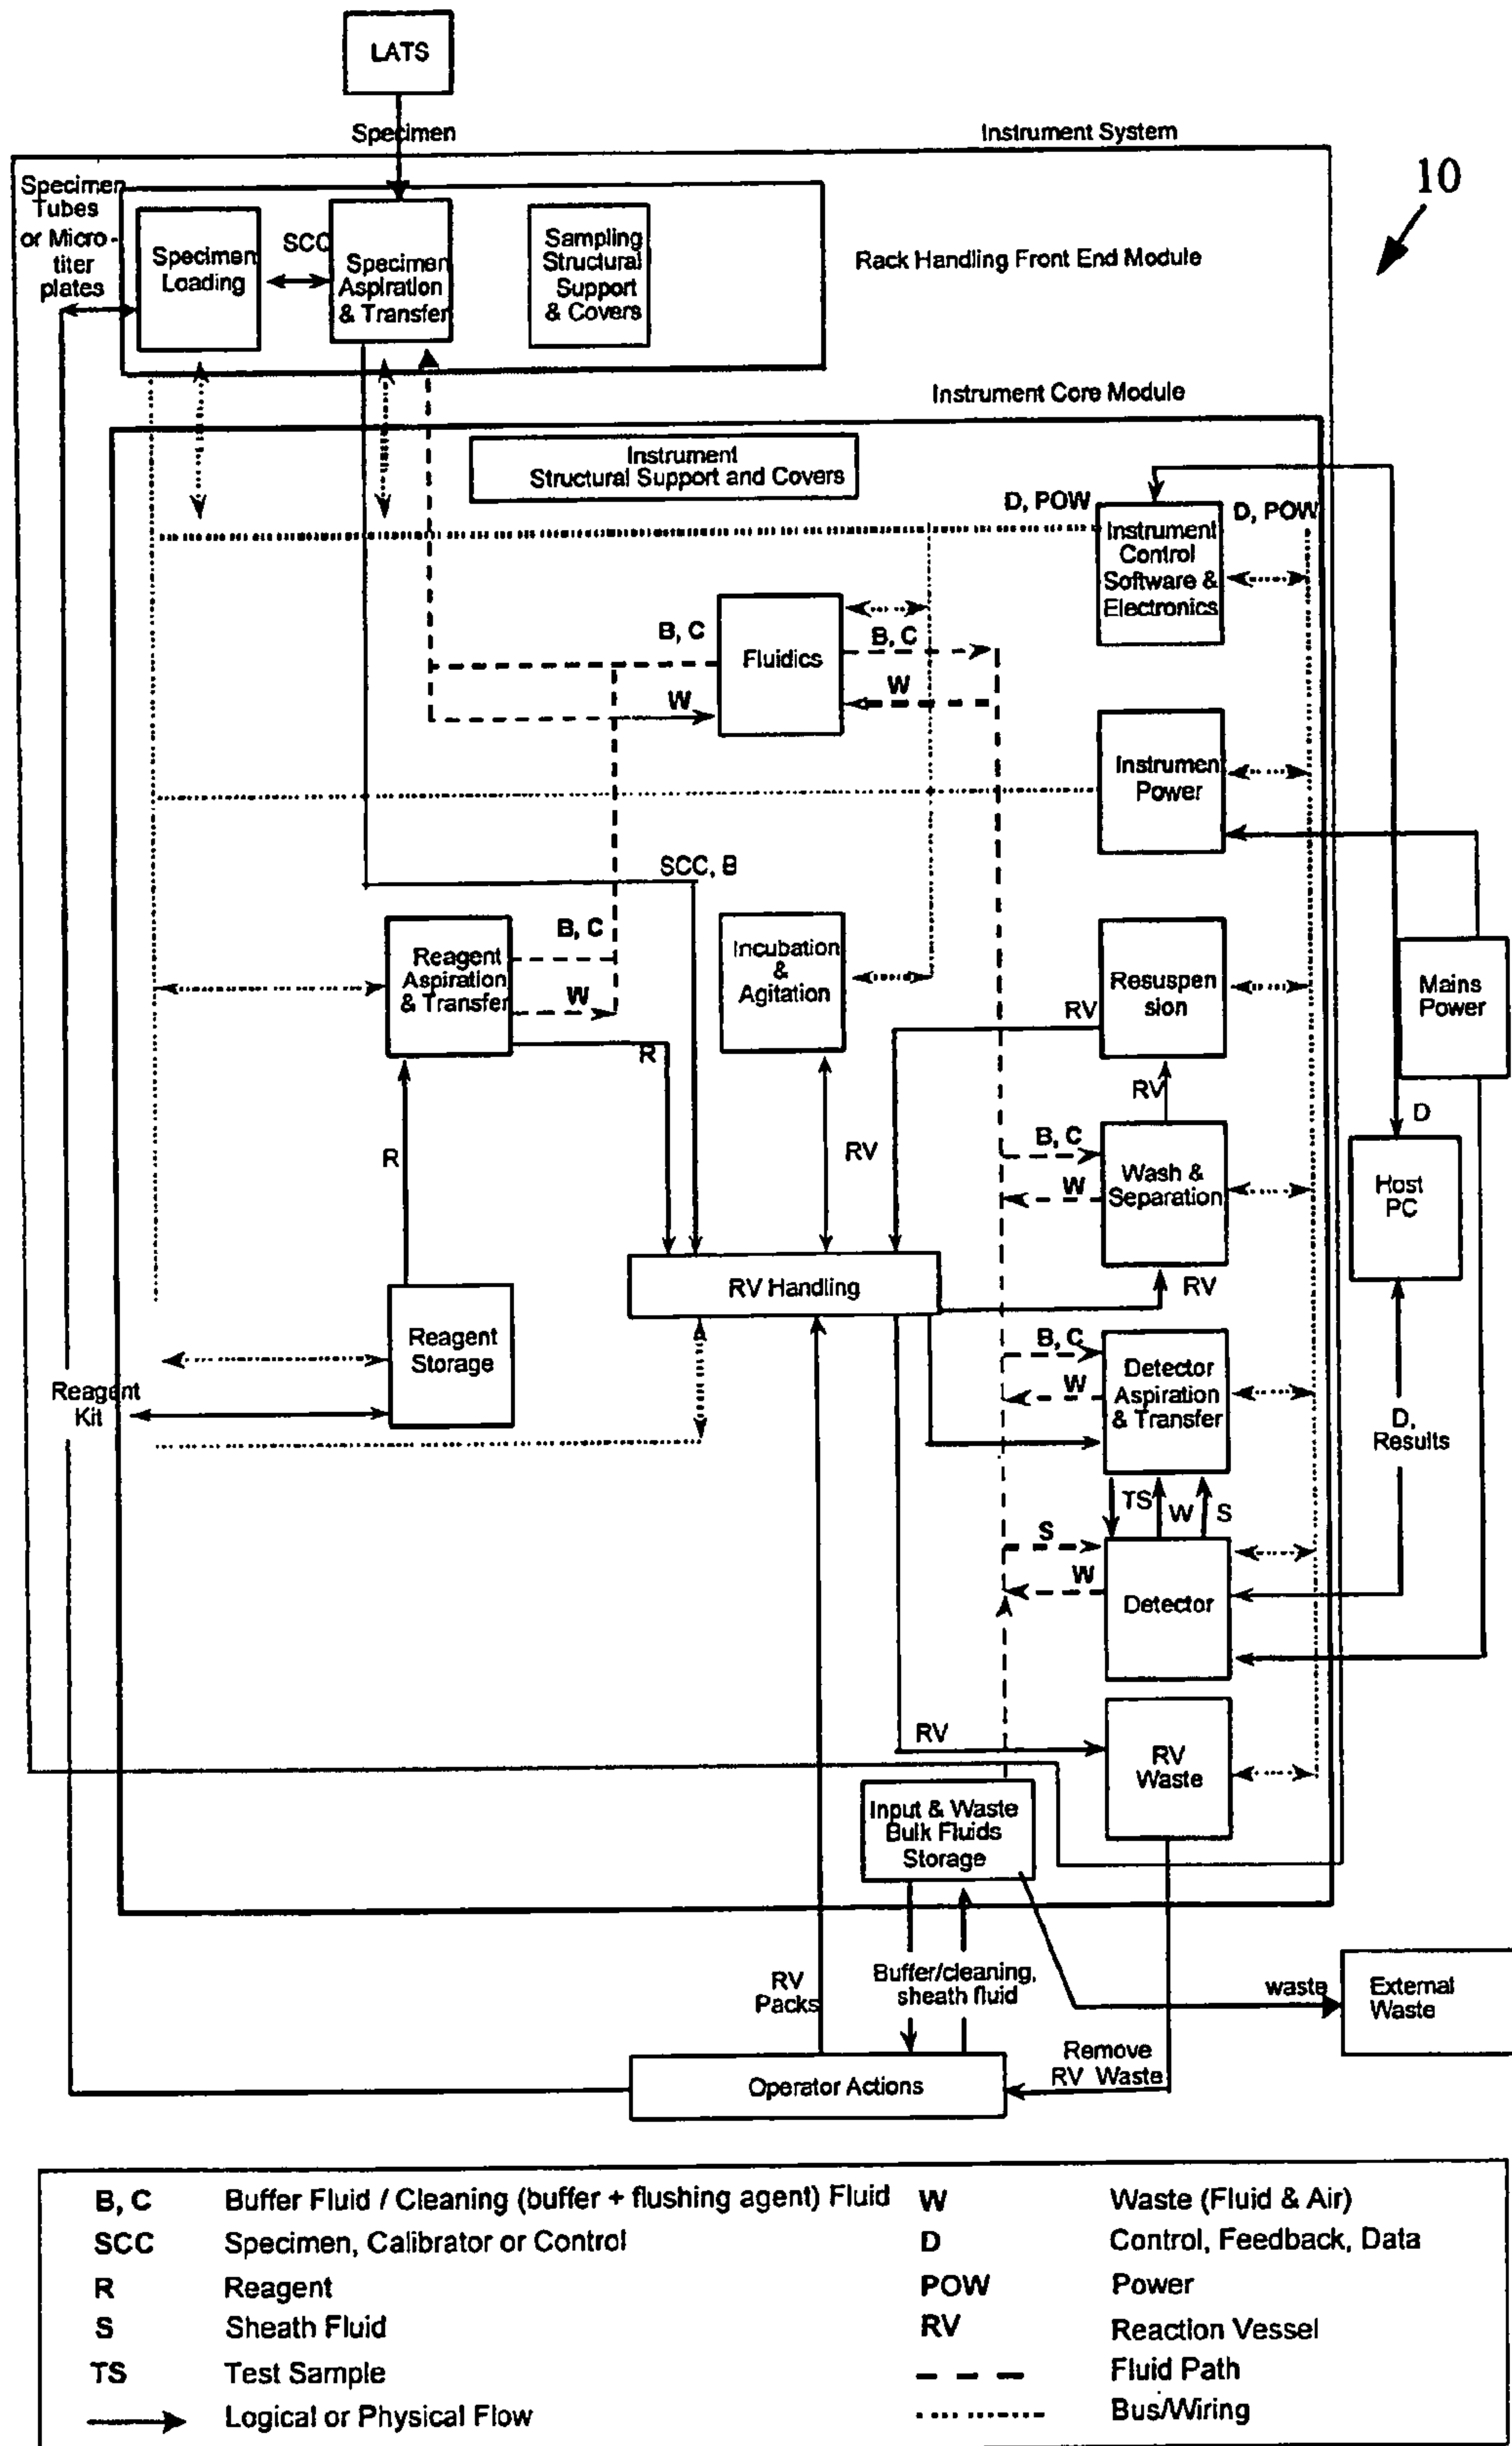 LATS
Specimen
Instrument System
10
Specimen
Tubes
or Micro-
titer
plates
Specimen
Loading
SCC
Specimen
Aspiration
& Transfer
Sampling
Structural
Support
& Covers
Rack Handling Front End Module
Instrument Core Module
Instrument
Structural Support and Covers
D, POW
Instrument
Control
Software &
Electronics
D, POW
B, C
Fluidics
B, C
W
W
Instrumen
Power
SCC, B
Reagent
Aspiration
& Transfer
B, C
W
R
Incubation
&
Agitation
RV
Resuspen
sion
Mains
Power
RV
D
R
RV
B, C
W
Wash &
Separation
Host
PC
RV Handling
RV
Reagent
Storage
Reagent
Kit
B, C
W
Detector
Aspiration
& Transfer
D,
Results
TS
W
S
S
W
Detector
RV
RV
Waste
Input & Waste
Bulk Fluids
Storage
RV
Packs
Buffer/cleaning,
sheath fluid
waste
External
Waste
Operator Actions
Remove
RV Waste
B, C Buffer Fluid / Cleaning (buffer + flushing agent) Fluid W Waste (Fluid & Air)
SCC Specimen, Calibrator or Control D Control, Feedback, Data
R Reagent POW Power
S Sheath Fluid RV Reaction Vessel
TS Test Sample Fluid Path
Logical or Physical Flow Bus/Wiring